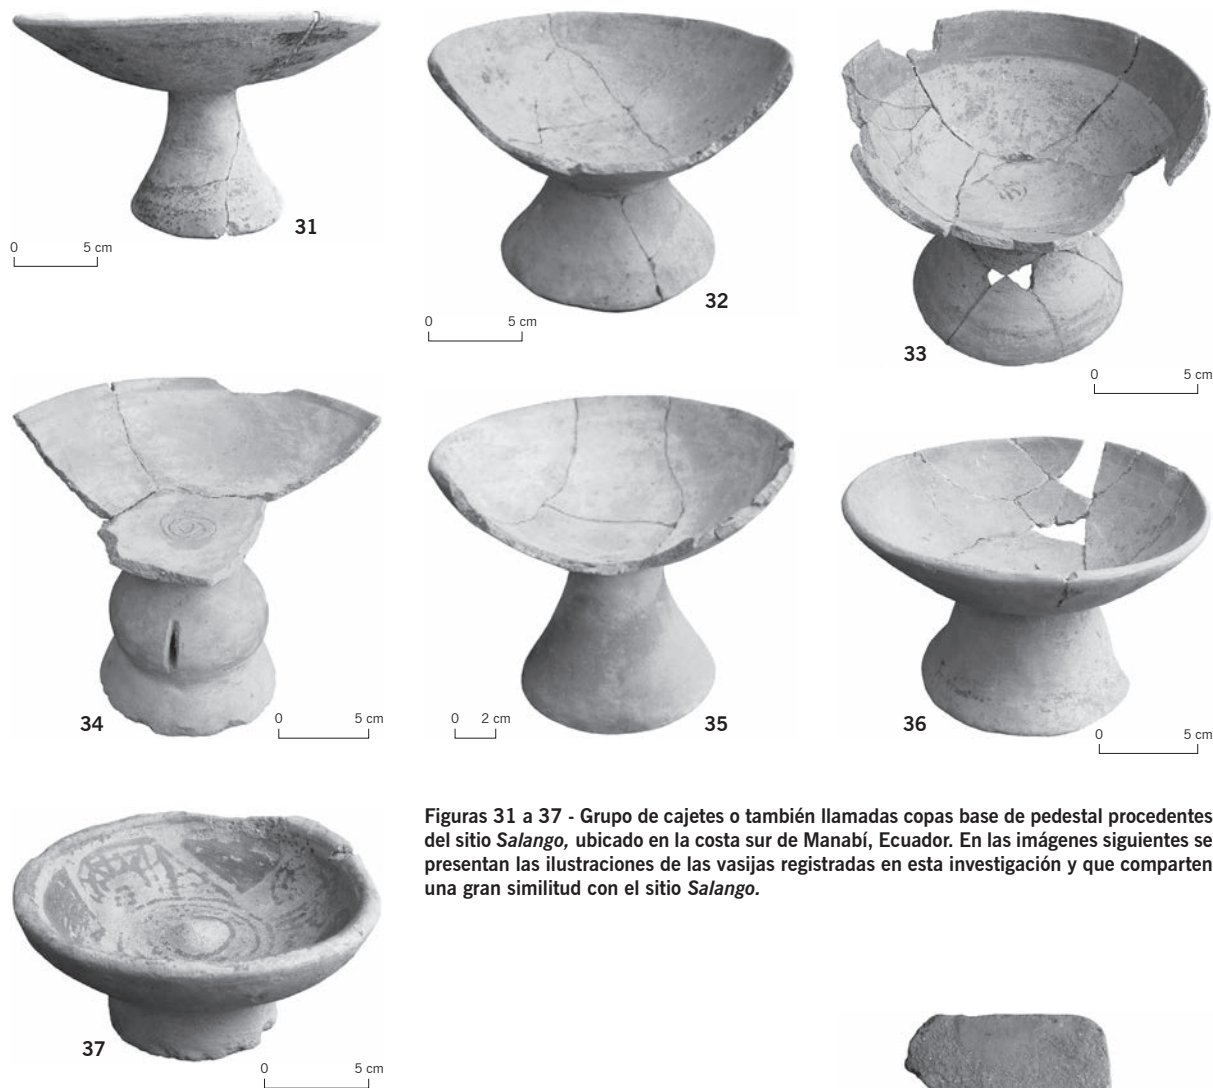 31
0 5 cm
32
0 5 cm
33
0 5 cm
34
0 5 cm
35
0 2 cm
36
0 5 cm
37
0 5 cm
Figuras 31 a 37 - Grupo de cajetes o también llamadas copas base de pedestal procedentes
del sitio Salango, ubicado en la costa sur de Manabí, Ecuador. En las imágenes siguientes se
presentan las ilustraciones de las vasijas registradas en esta investigación y que comparten
una gran similitud con el sitio Salango.